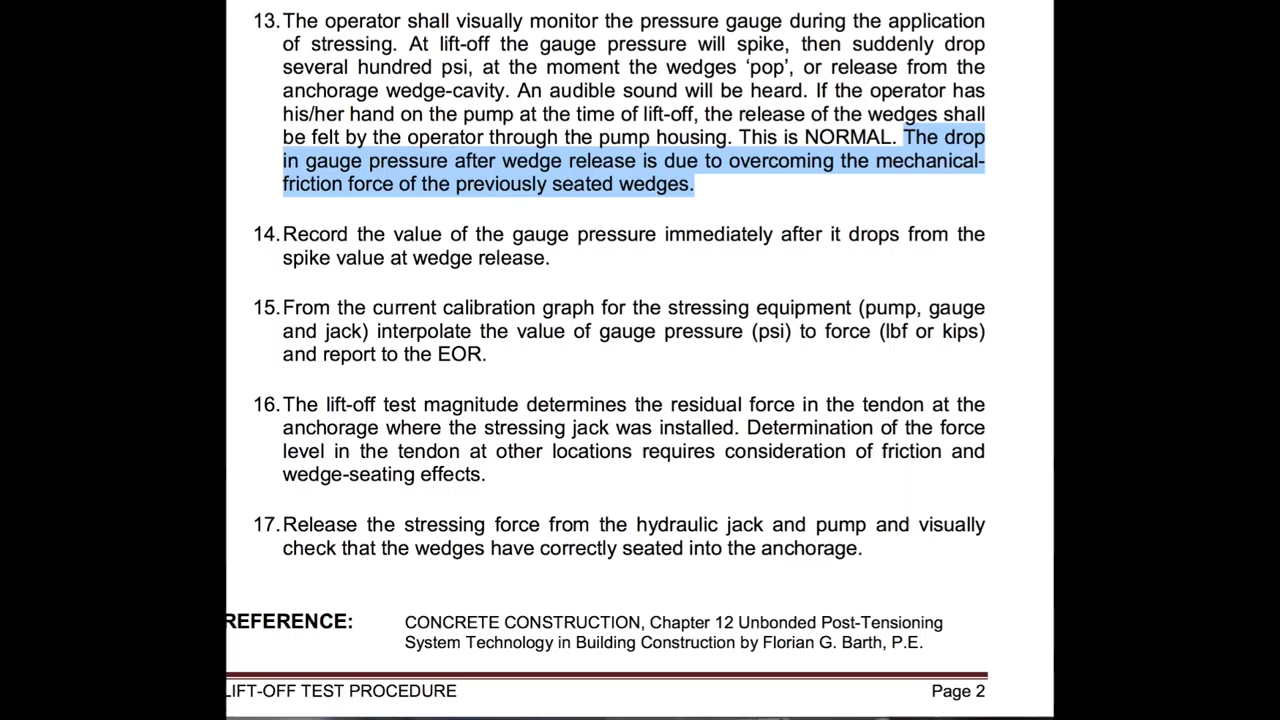 13. The operator shall visually monitor the pressure gauge during the application
of stressing. At lift-off the gauge pressure will spike, then suddenly drop
several hundred psi, at the moment the wedges ‘pop’, or release from the
anchorage wedge-cavity. An audible sound will be heard. If the operator has
his/her hand on the pump at the time of lift-off, the release of the wedges shall
be felt by the operator through the pump housing. This is NORMAL. The drop
in gauge pressure after wedge release is due to overcoming the mechanical-
friction force of the previously seated wedges.
14. Record the value of the gauge pressure immediately after it drops from the
spike value at wedge release.
15. From the current calibration graph for the stressing equipment (pump, gauge
and jack) interpolate the value of gauge pressure (psi) to force (lbf or kips)
and report to the EOR.
16. The lift-off test magnitude determines the residual force in the tendon at the
anchorage where the stressing jack was installed. Determination of the force
level in the tendon at other locations requires consideration of friction and
wedge-seating effects.
17. Release the stressing force from the hydraulic jack and pump and visually
check that the wedges have correctly seated into the anchorage.
REFERENCE: CONCRETE CONSTRUCTION, Chapter 12 Unbonded Post-Tensioning
System Technology in Building Construction by Florian G. Barth, P.E.
LIFT-OFF TEST PROCEDURE Page 2